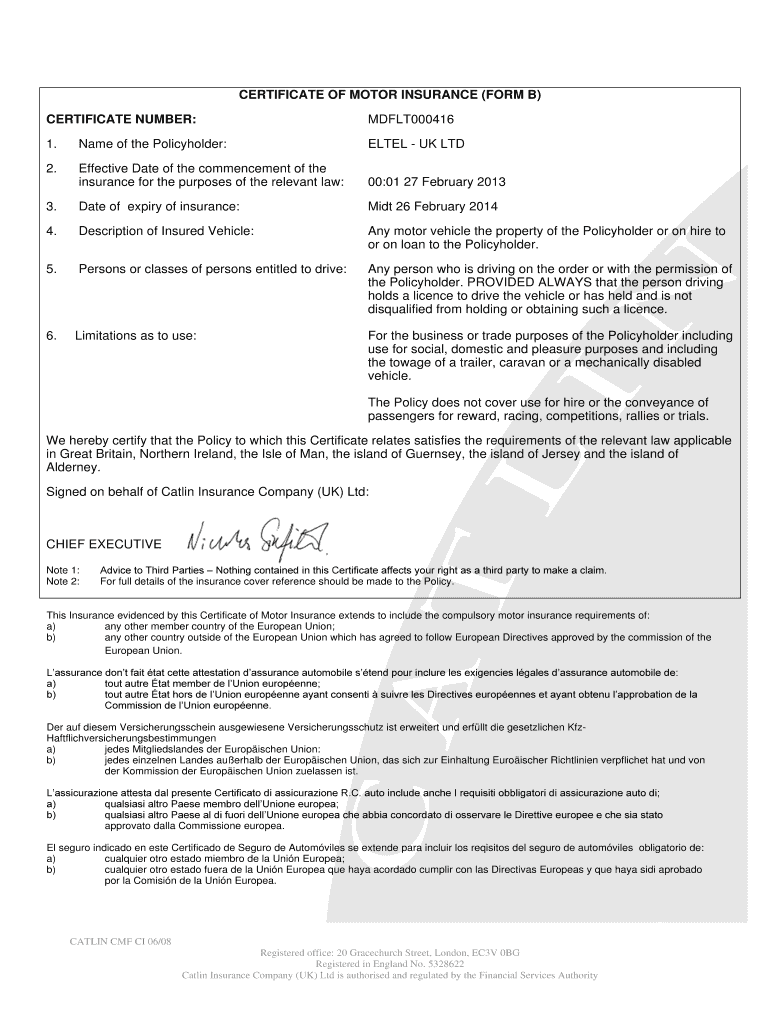 CERTIFICATE OF MOTOR INSURANCE (FORM B)
CERTIFICATE NUMBER: MDFLT000416
1. Name of the Policyholder: ELTEL - UK LTD
2. Effective Date of the commencement of the
insurance for the purposes of the relevant law: 00:01 27 February 2013
3. Date of expiry of insurance: Midt 26 February 2014
4. Description of Insured Vehicle: Any motor vehicle the property of the Policyholder or on hire to
or on loan to the Policyholder.
5. Persons or classes of persons entitled to drive: Any person who is driving on the order or with the permission of
the Policyholder. PROVIDED ALWAYS that the person driving
holds a licence to drive the vehicle or has held and is not
disqualified from holding or obtaining such a licence.
6. Limitations as to use: For the business or trade purposes of the Policyholder including
use for social, domestic and pleasure purposes and including
the towage of a trailer, caravan or a mechanically disabled
vehicle.
The Policy does not cover use for hire or the conveyance of
passengers for reward, racing, competitions, rallies or trials.
We hereby certify that the Policy to which this Certificate relates satisfies the requirements of the relevant law applicable
in Great Britain, Northern Ireland, the Isle of Man, the island of Guernsey, the island of Jersey and the island of
Alderney.
Signed on behalf of Catlin Insurance Company (UK) Ltd:
CHIEF EXECUTIVE
Note 1: Advice to Third Parties – Nothing contained in this Certificate affects your right as a third party to make a claim.
Note 2: For full details of the insurance cover reference should be made to the Policy.
This Insurance evidenced by this Certificate of Motor Insurance extends to include the compulsory motor insurance requirements of:
a) any other member country of the European Union;
b) any other country outside of the European Union which has agreed to follow European Directives approved by the commission of the
European Union.
L'assurance don't fait état cette attestation d'assurance automobile s'étend pour inclure les exigencies légales d'assurance automobile de:
a) tout autre État member de l'Union européenne;
b) tout autre État hors de l'Union européenne ayant consenti à suivre les Directives européennes et ayant obtenu l'approbation de la
Commission de l'Union européenne.
Der auf diesem Versicherungsschein ausgewiesene Versicherungsschutz ist erweitert und erfüllt die gesetzlichen Kfz-
Haftflichversicherungsbestimmungen
a) jedes Mitgliedslandes der Europäischen Union:
b) jedes einzelnen Landes außerhalb der Europäischen Union, das sich zur Einhaltung Euroäischer Richtlinien verpflichet hat und von
der Kommission der Europäischen Union zuelassen ist.
L'assicurazione attesta dal presente Certificato di assicurazione R.C. auto include anche I requisiti obbligatori di assicurazione auto di;
a) qualsiasi altro Paese membro dell'Unione europea;
b) qualsiasi altro Paese al di fuori dell'Unione europea che abbia concordato di osservare le Direttive europee e che sia stato
approvato dalla Commissione europea.
El seguro indicado en este Certificado de Seguro de Automóviles se extende para incluir los reqisitos del seguro de automóviles obligatorio de:
a) cualquier otro estado miembro de la Unión Europea;
b) cualquier otro estado fuera de la Unión Europea que haya acordado cumplir con las Directivas Europeas y que haya sidi aprobado
por la Comisión de la Unión Europea.
CATLIN
CATLIN CMF CI 06/08
Registered office: 20 Gracechurch Street, London, EC3V 0BG
Registered in England No. 5328622
Catlin Insurance Company (UK) Ltd is authorised and regulated by the Financial Services Authority